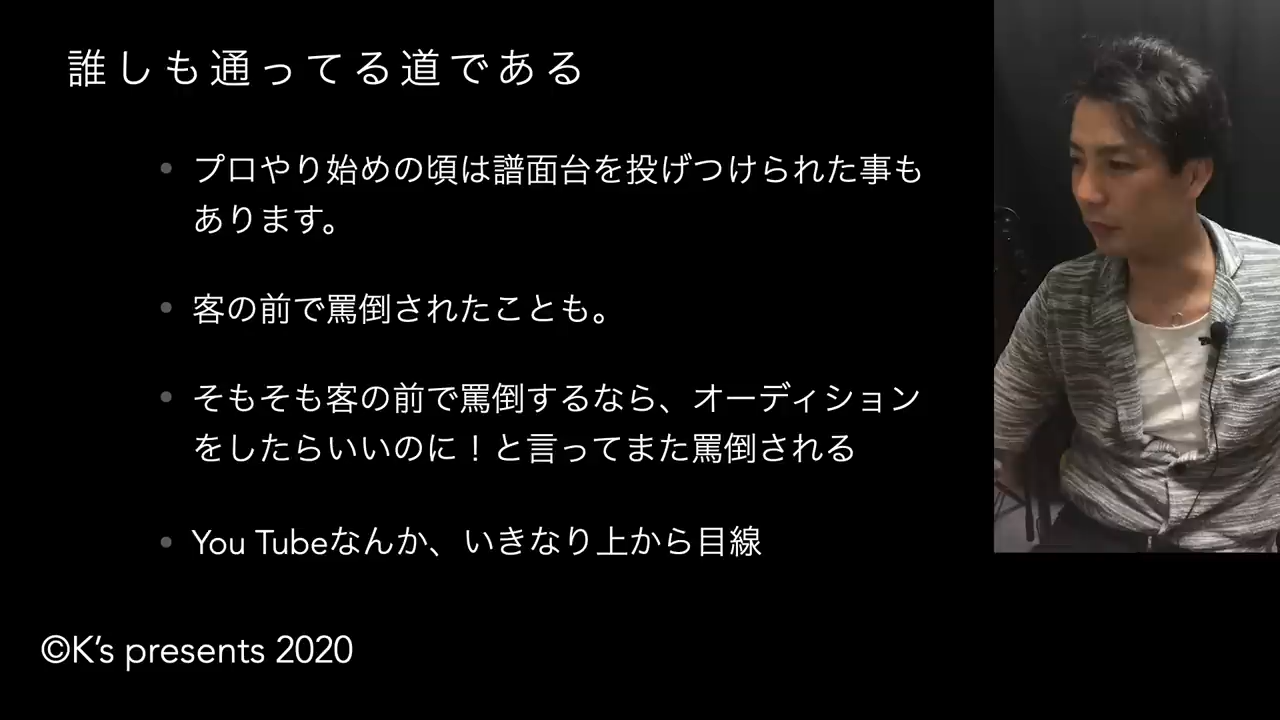 誰しも通ってる道である
• プロやり始めの頃は譜面台を投げつけられた事も
あります。
• 客の前で罵倒されたことも。
• そもそも客の前で罵倒するなら、オーディション
をしたらいいのに！と言ってまた罵倒される
• You Tubeなんか、いきなり上から目線
©K’s presents 2020